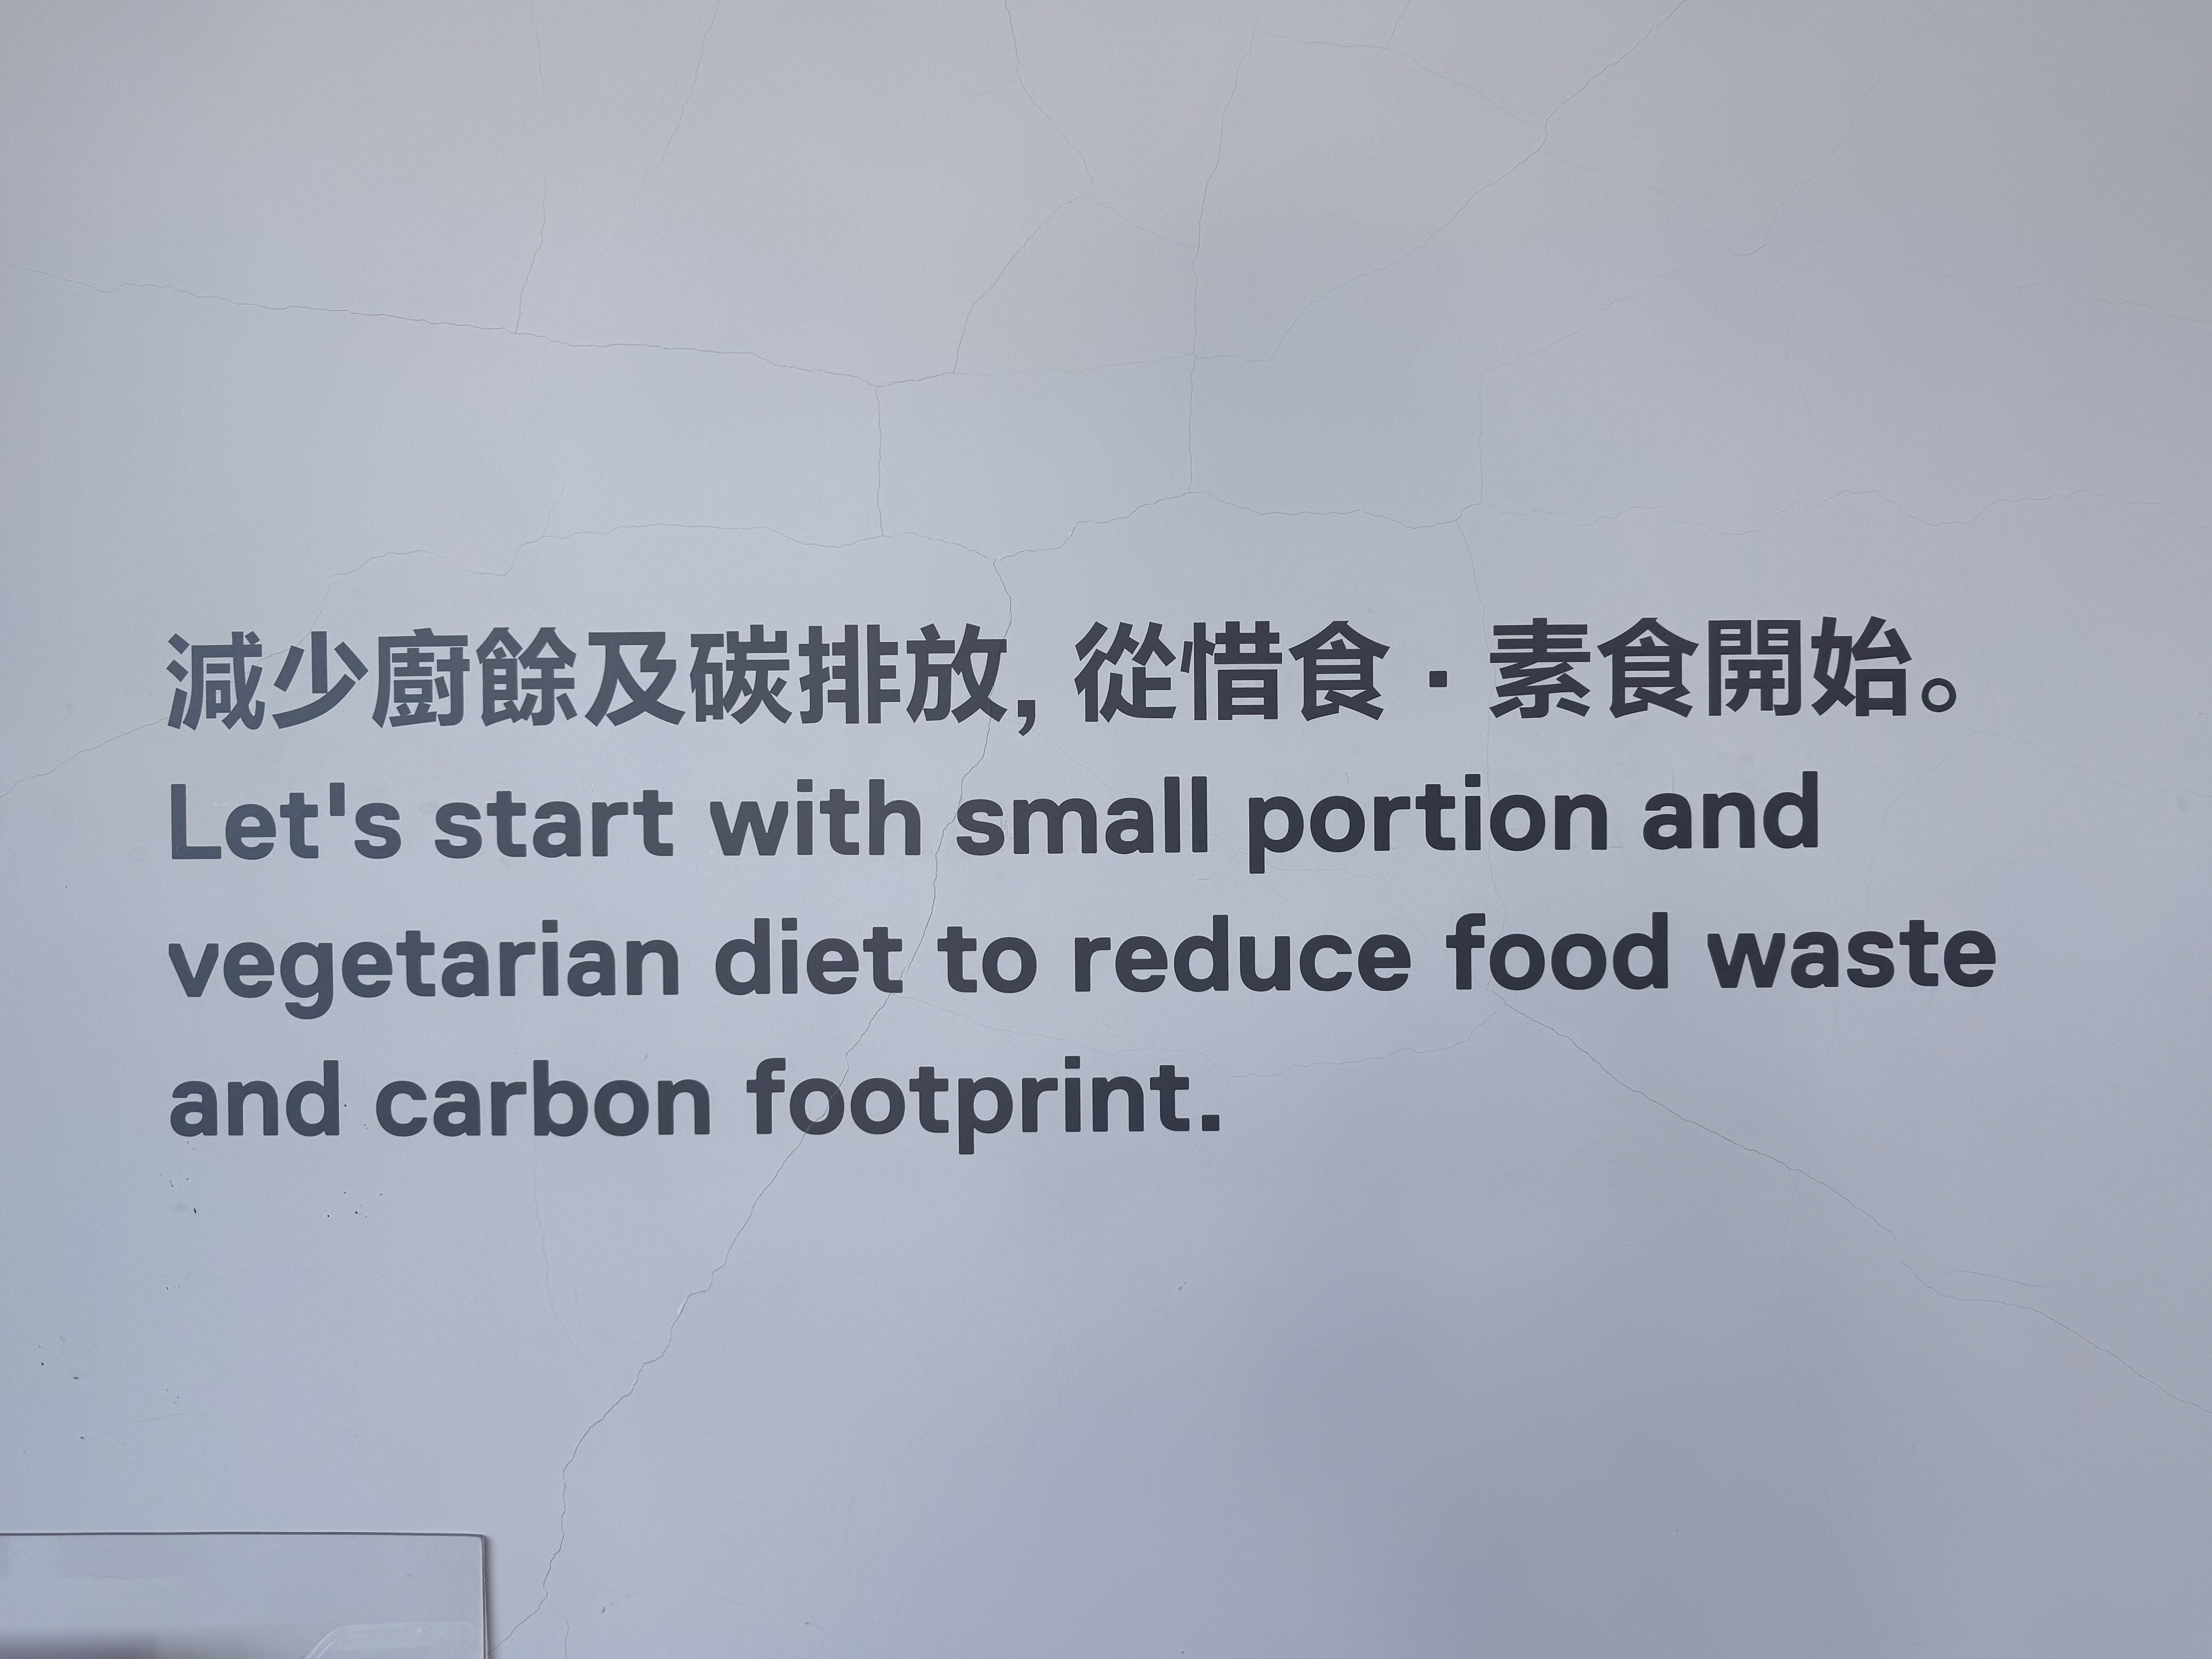 減少廚餘及碳排放, 從惜食 · 素食開始。
Let's start with small portion and
vegetarian diet to reduce food waste
and carbon footprint.